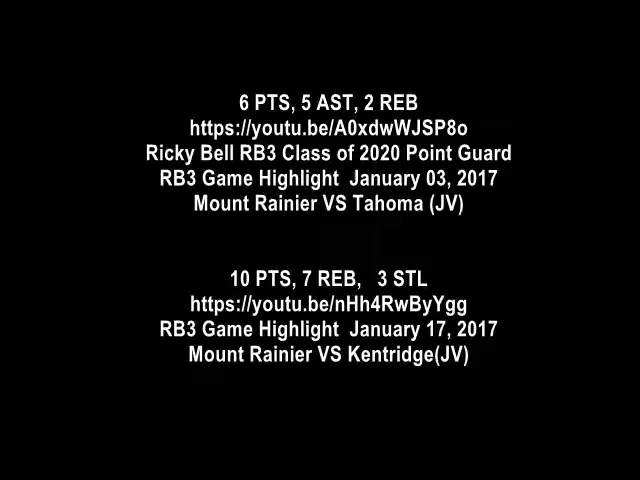 6 PTS, 5 AST, 2 REB
https://youtu.be/A0xdwWJSP8o
Ricky Bell RB3 Class of 2020 Point Guard
RB3 Game Highlight  January 03, 2017
Mount Rainier VS Tahoma (JV)
10 PTS, 7 REB,   3 STL
https://youtu.be/nHh4RwByYgg
RB3 Game Highlight  January 17, 2017
Mount Rainier VS Kentridge(JV)